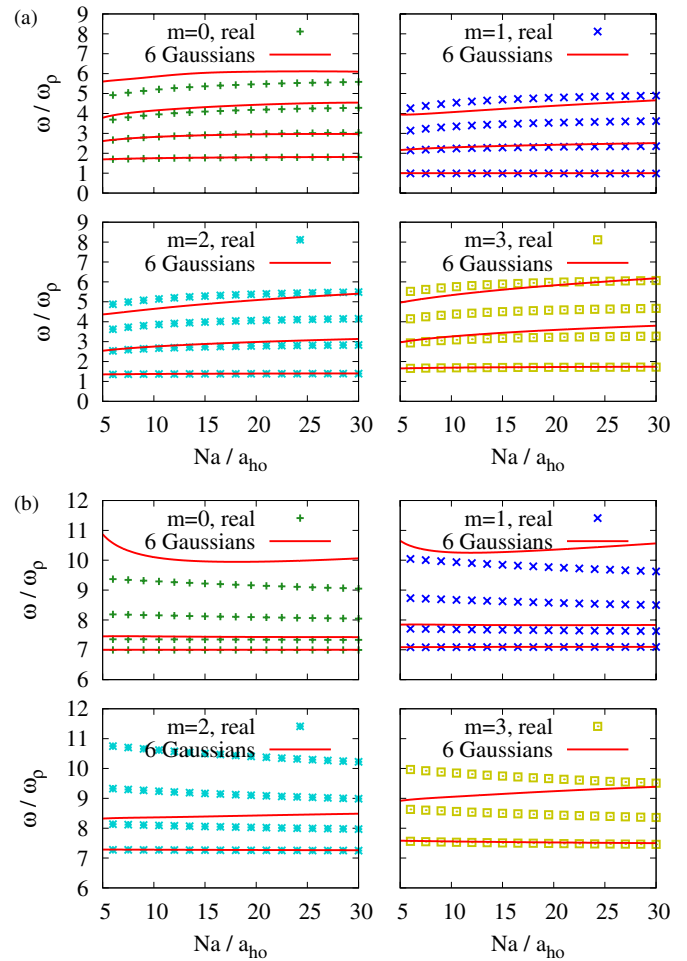 (a)
9
8
7
6
5
4
3
2
1
0
ω / ωρ
m=0, real
6 Gaussians
m=1, real
6 Gaussians
9
8
7
6
5
4
3
2
1
0
ω / ωρ
m=2, real
6 Gaussians
m=3, real
6 Gaussians
5 10 15 20 25 30
5 10 15 20 25 30
Na / aho
Na / aho
(b)
12
11
10
9
8
7
6
ω / ωρ
m=0, real
6 Gaussians
m=1, real
6 Gaussians
12
11
10
9
8
7
6
ω / ωρ
m=2, real
6 Gaussians
m=3, real
6 Gaussians
5 10 15 20 25 30
5 10 15 20 25 30
Na / aho
Na / aho